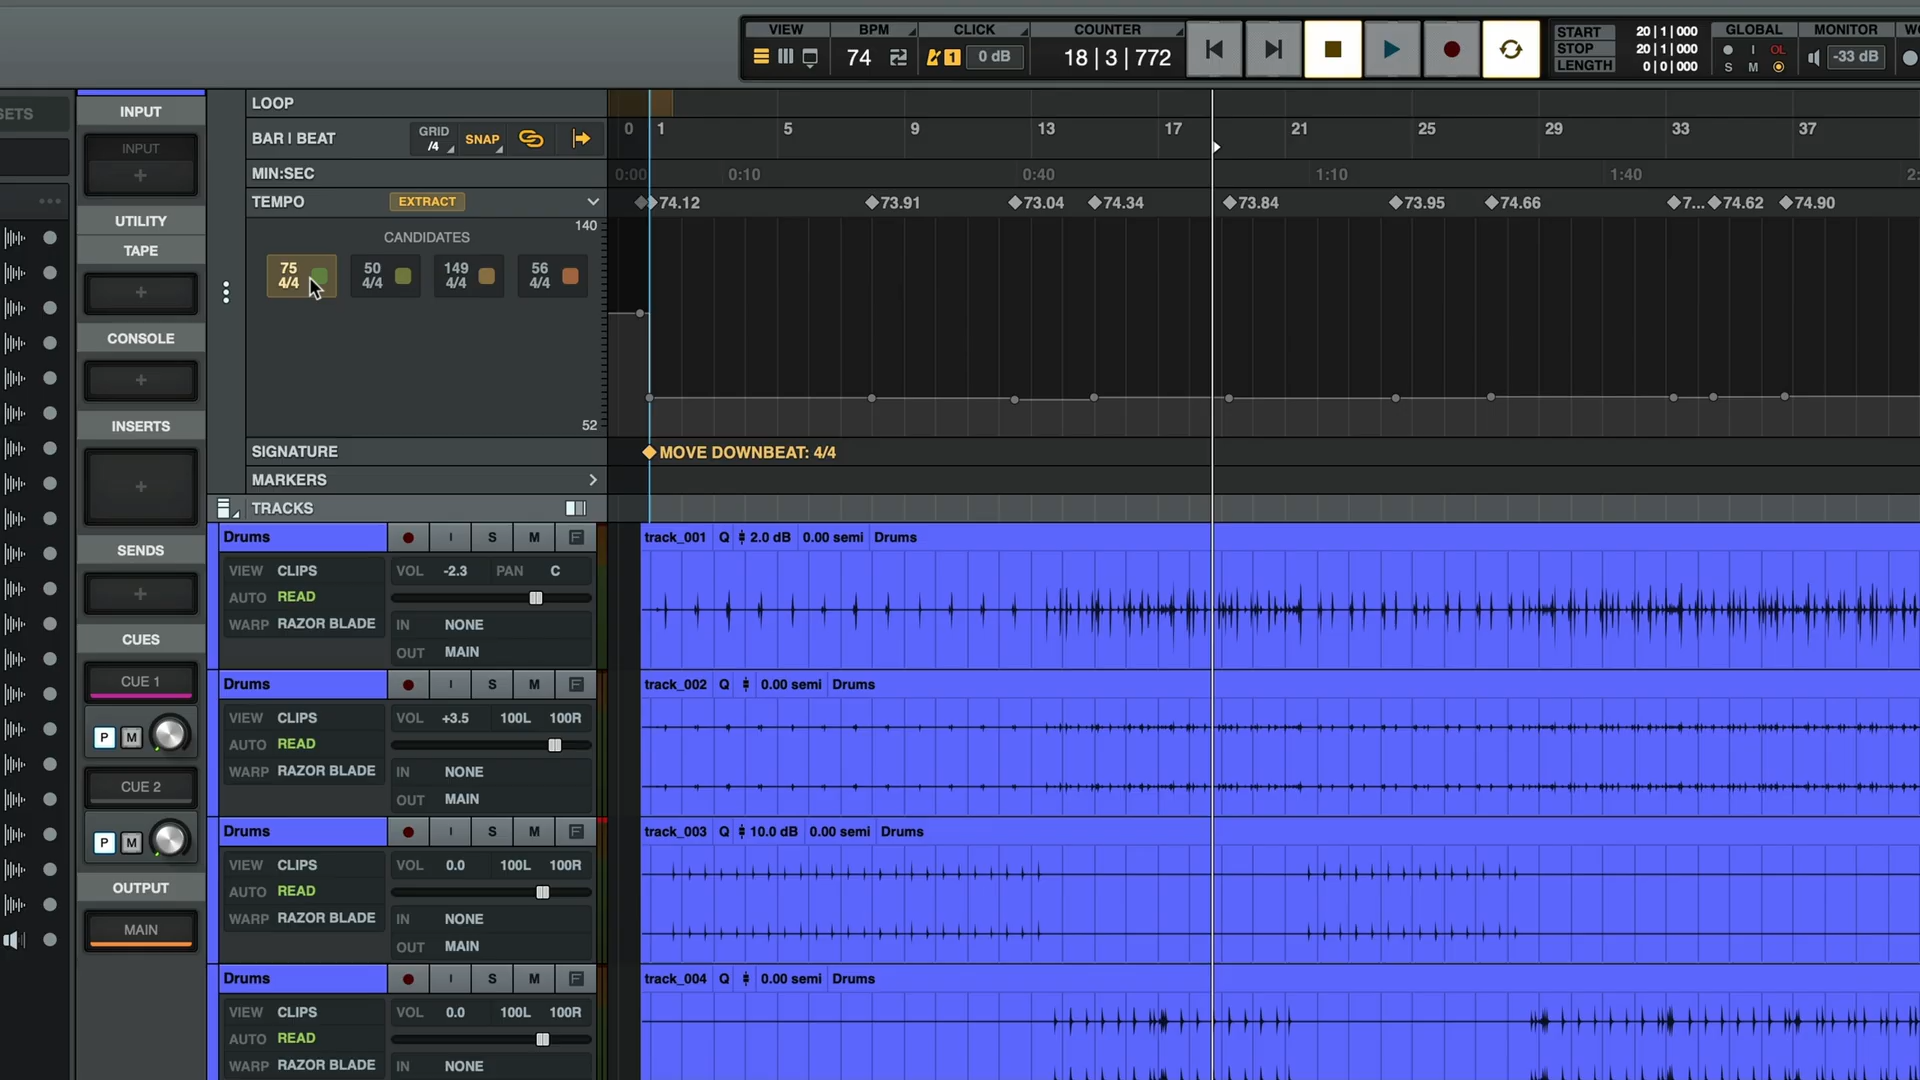 VIEW BPM CLICK COUNTER
74 1 0 dB 18 | 3 | 772
START 20 | 1 | 000
STOP 20 | 1 | 000
LENGTH 0 | 0 | 000
GLOBAL MONITOR
I OL
S M
-33 dB
SETS
INPUT
INPUT
+
UTILITY
TAPE
+
CONSOLE
+
INSERTS
+
SENDS
+
CUES
CUE 1
P M
CUE 2
P M
OUTPUT
MAIN
LOOP
BAR | BEAT GRID /4 SNAP
0 1 5 9 13 17 21 25 29 33 37
MIN:SEC 0:00 0:10 0:40 1:10 1:40 2:
TEMPO EXTRACT
74.12 73.91 73.04 74.34 73.84 73.95 74.66 7... 74.62 74.90
140
CANDIDATES
75 4/4 50 4/4 149 4/4 56 4/4
52
SIGNATURE MOVE DOWNBEAT: 4/4
MARKERS
TRACKS
Drums I S M F
VIEW CLIPS VOL -2.3 PAN C
AUTO READ
WARP RAZOR BLADE IN NONE
OUT MAIN
track_001 Q 2.0 dB 0.00 semi Drums
Drums I S M F
VIEW CLIPS VOL +3.5 100L 100R
AUTO READ
WARP RAZOR BLADE IN NONE
OUT MAIN
track_002 Q 0.00 semi Drums
Drums I S M F
VIEW CLIPS VOL 0.0 100L 100R
AUTO READ
WARP RAZOR BLADE IN NONE
OUT MAIN
track_003 Q 10.0 dB 0.00 semi Drums
Drums I S M F
VIEW CLIPS VOL 0.0 100L 100R
AUTO READ
WARP RAZOR BLADE IN NONE
track_004 Q 0.00 semi Drums